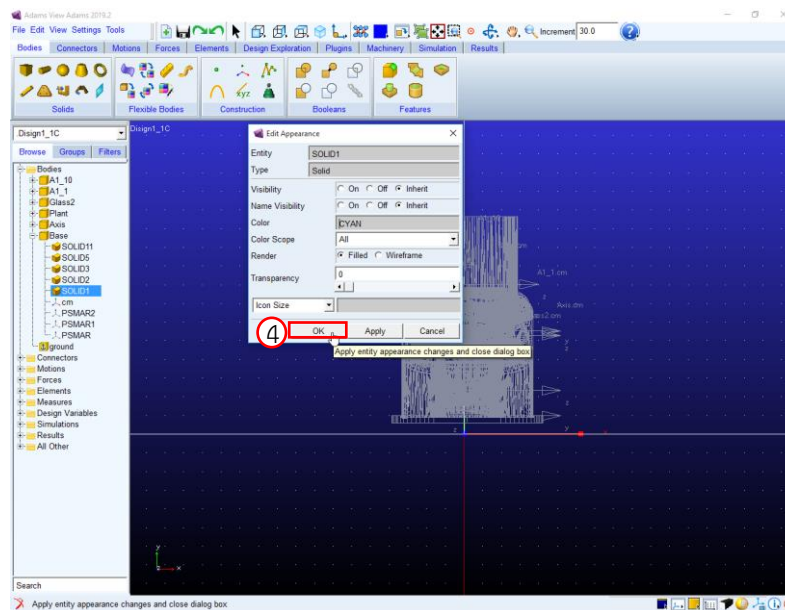 Adams View Adams 2019.2
File Edit View Settings Tools
Increment 30.0
Bodies Connectors Motions Forces Elements Design Exploration Plugins Machinery Simulation Results
Solids Flexible Bodies Construction Booleans Features
.Disign1_1C
Disign1_1C
Browse Groups Filters
Bodies
A1_10
A1_1
Glass2
Plant
Axis
Base
SOLID11
SOLID5
SOLID3
SOLID2
SOLID1
cm
PSMAR2
PSMAR1
PSMAR
ground
Connectors
Motions
Forces
Elements
Measures
Design Variables
Simulations
Results
All Other
Search
Edit Appearance
Entity SOLID1
Type Solid
Visibility On Off Inherit
Name Visibility On Off Inherit
Color CYAN
Color Scope All
Render Filled Wireframe
Transparency 0
Icon Size
4 OK Apply Cancel
Apply entity appearance changes and close dialog box
A1_1.cm
Axis.cm
y
z
z
z y
y
x
Apply entity appearance changes and close dialog box